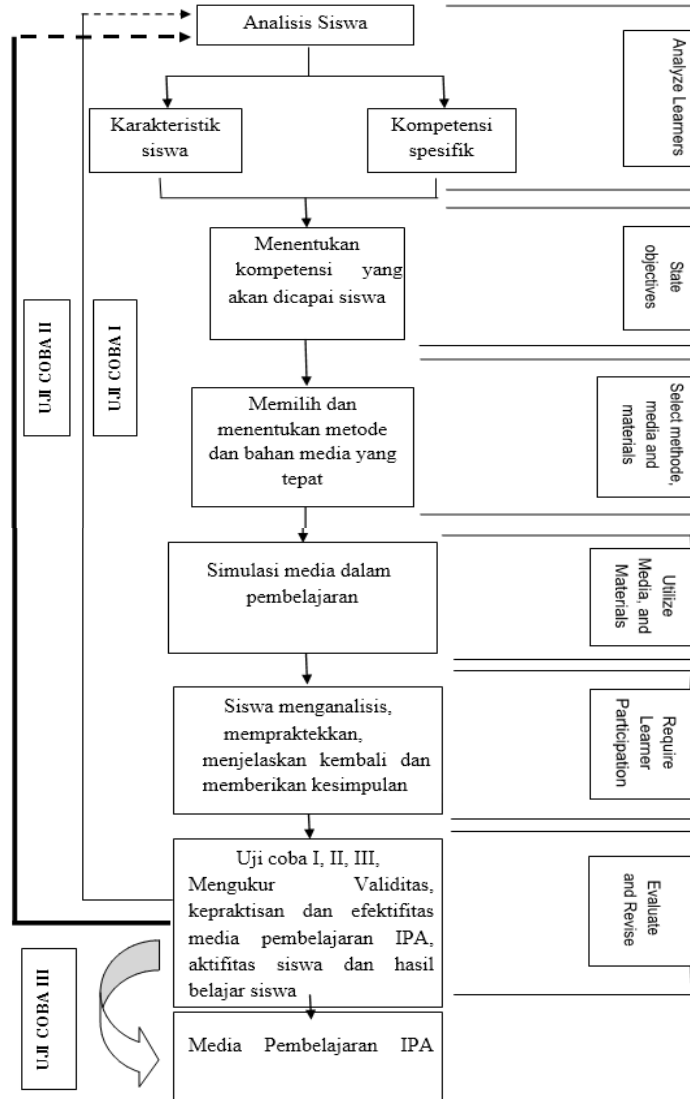 Analisis Siswa
Karakteristik
siswa
Kompetensi
spesifik
Analyze Learners
Menentukan
kompetensi yang
akan dicapai siswa
State
objectives
UJI COBA II
UJI COBA I
Memilih dan
menentukan metode
dan bahan media yang
tepat
Select methode,
media and
materials
Simulasi media dalam
pembelajaran
Utilize
Media, and
Materials
Siswa menganalisis,
mempraktekkan,
menjelaskan kembali dan
memberikan kesimpulan
Require
Learner
Participation
Uji coba I, II, III,
Mengukur Validitas,
kepraktisan dan efektifitas
media pembelajaran IPA,
aktifitas siswa dan hasil
belajar siswa
Evaluate
and Revise
UJI COBA III
Media Pembelajaran IPA